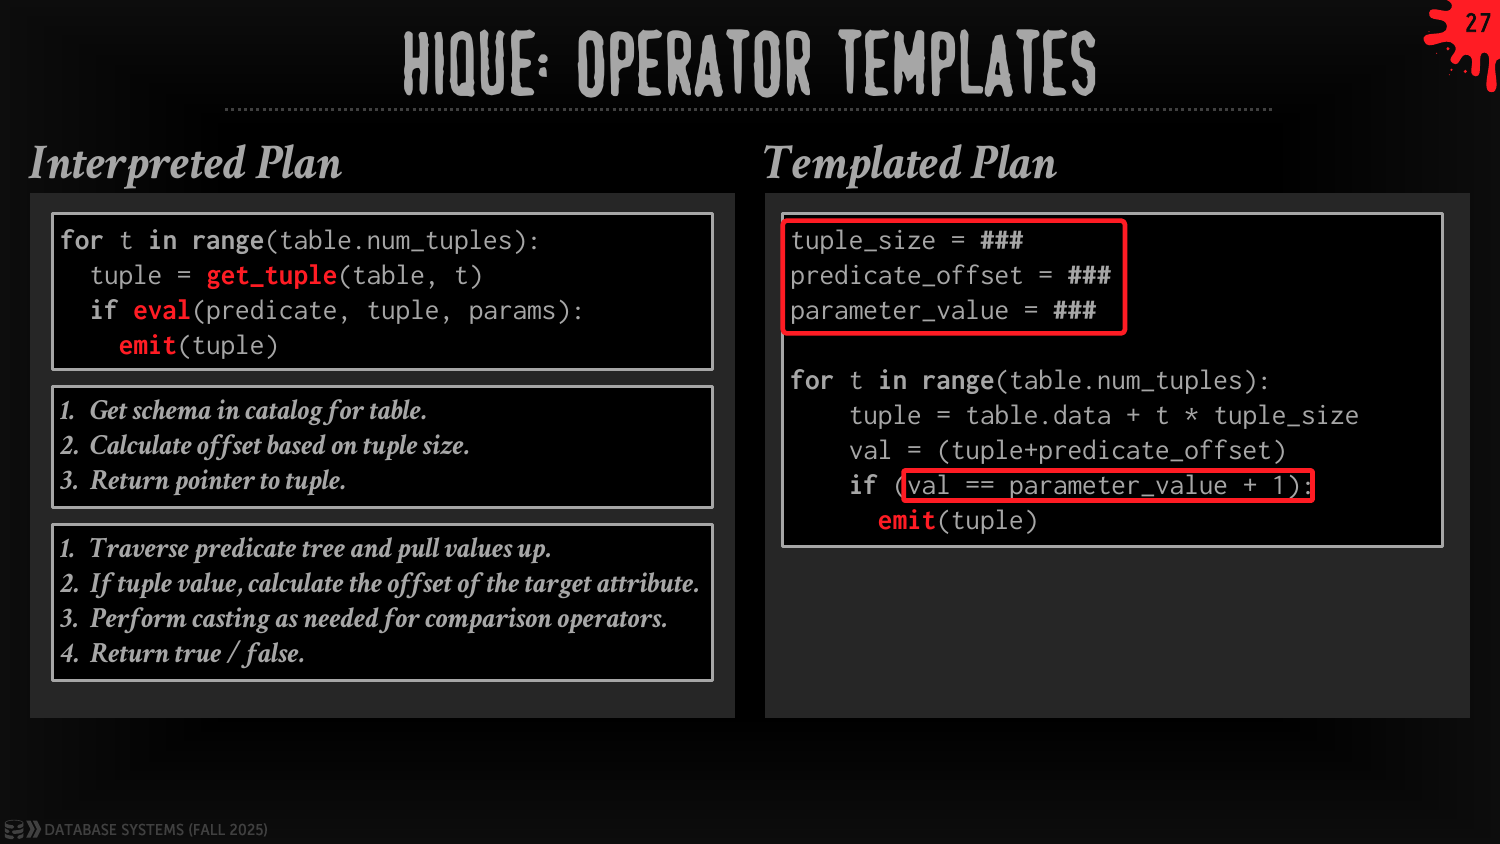 27
HIQUE: OPERATOR TEMPLATES
Interpreted Plan
for t in range(table.num_tuples):
  tuple = get_tuple(table, t)
  if eval(predicate, tuple, params):
    emit(tuple)
1. Get schema in catalog for table.
2. Calculate offset based on tuple size.
3. Return pointer to tuple.
1. Traverse predicate tree and pull values up.
2. If tuple value, calculate the offset of the target attribute.
3. Perform casting as needed for comparison operators.
4. Return true / false.
Templated Plan
tuple_size = ###
predicate_offset = ###
parameter_value = ###
for t in range(table.num_tuples):
    tuple = table.data + t * tuple_size
    val = (tuple+predicate_offset)
    if (val == parameter_value + 1):
      emit(tuple)
DATABASE SYSTEMS (FALL 2025)